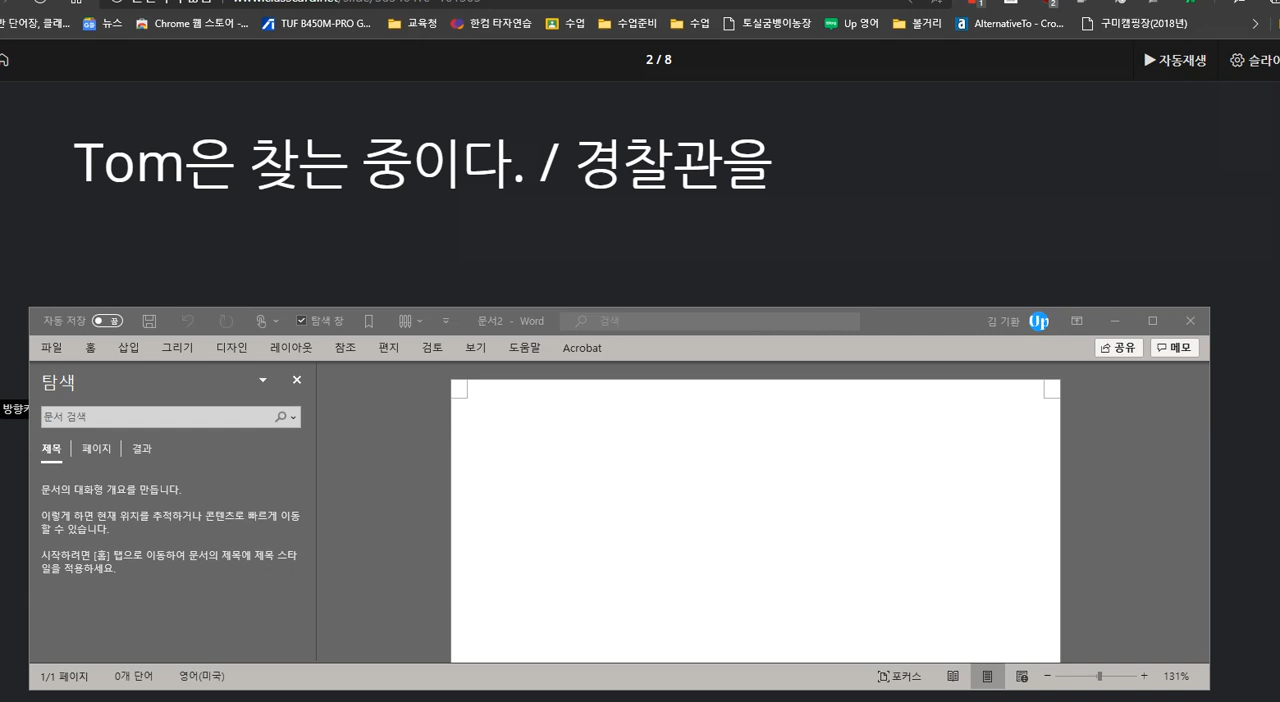 한 단어장, 클래... 뉴스 Chrome 웹 스토어 -... TUF B450M-PRO G... 교육청 한컴 타자연습 수업 수업준비 수업 토실굼뱅이농장 Up 영어 볼거리 AlternativeTo - Cro... 구미캠핑장(2018년)
2 / 8
자동재생
Tom은 찾는 중이다. / 경찰관을
자동 저장 끔 탐색 창 문서2 - Word 검색 김 기환 Up
파일 홈 삽입 그리기 디자인 레이아웃 참조 편지 검토 보기 도움말 Acrobat 공유 메모
탐색
문서 검색
제목 페이지 결과
문서의 대화형 개요를 만듭니다.
이렇게 하면 현재 위치를 추적하거나 콘텐츠로 빠르게 이동
할 수 있습니다.
시작하려면 [홈] 탭으로 이동하여 문서의 제목에 제목 스타
일을 적용하세요.
1/1 페이지 0개 단어 영어(미국) 포커스 131%